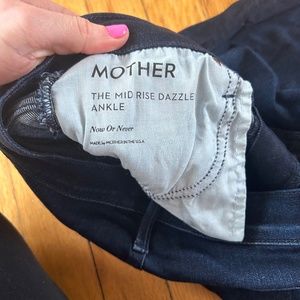 MOTHER
THE MID RISE DAZZLE
ANKLE
Now Or Never
MADE by MOTHER IN THE U.S.A.